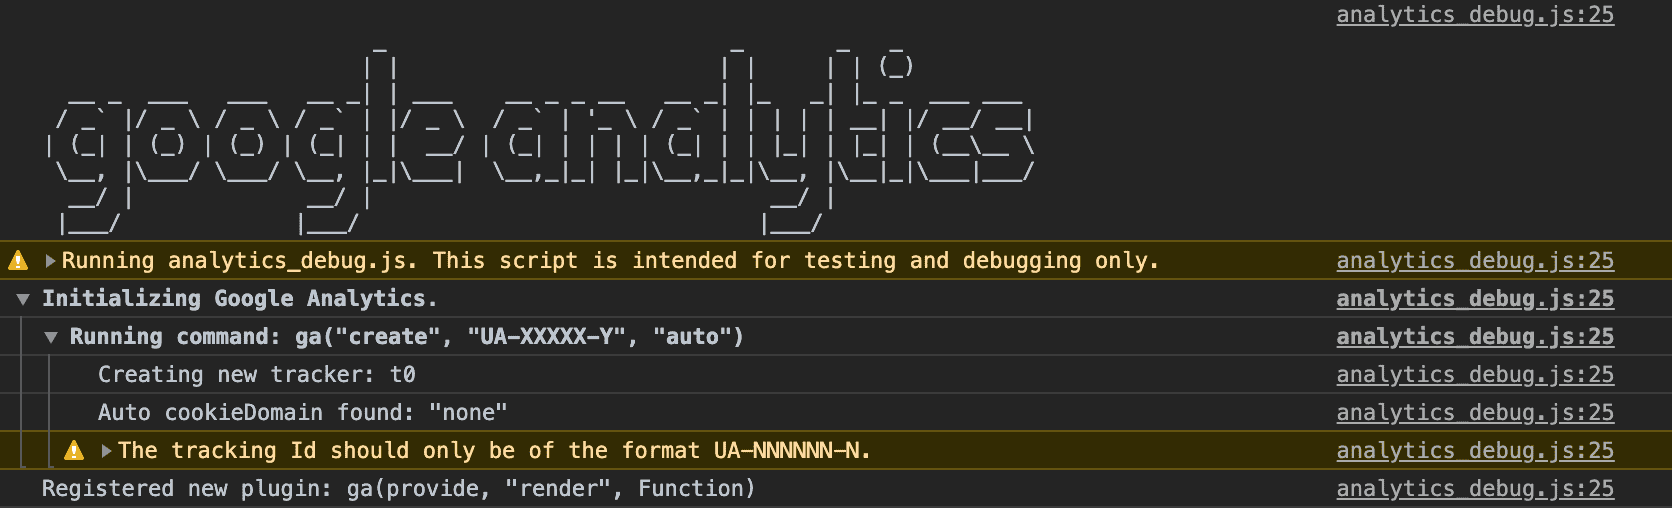 analytics_debug.js:25
google analytics
Running analytics_debug.js. This script is intended for testing and debugging only. analytics_debug.js:25
Initializing Google Analytics. analytics_debug.js:25
Running command: ga("create", "UA-XXXXX-Y", "auto") analytics_debug.js:25
Creating new tracker: t0 analytics_debug.js:25
Auto cookieDomain found: "none" analytics_debug.js:25
The tracking Id should only be of the format UA-NNNNNN-N. analytics_debug.js:25
Registered new plugin: ga(provide, "render", Function) analytics_debug.js:25